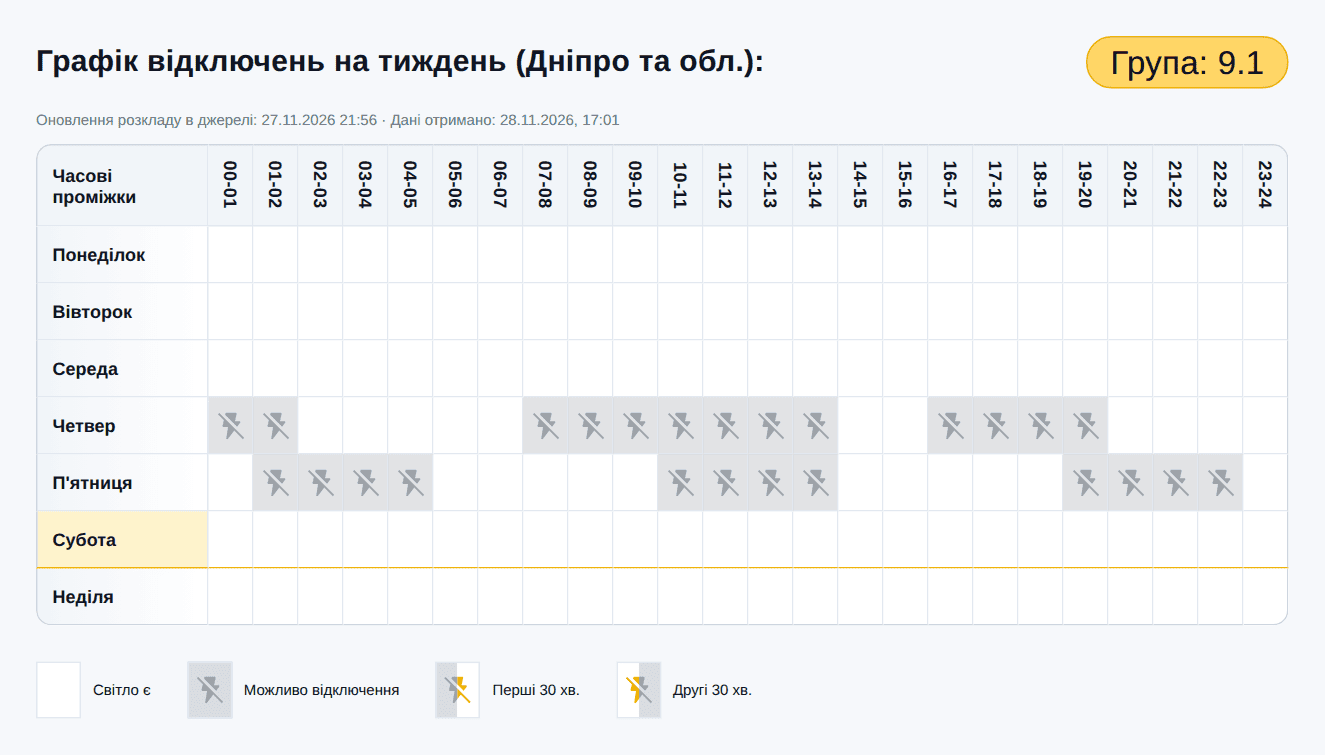 Графік відключень на тиждень (Дніпро та обл.):
Група: 9.1
Оновлення розкладу в джерелі: 27.11.2026 21:56 · Дані отримано: 28.11.2026, 17:01
Часові
проміжки
00-01
01-02
02-03
03-04
04-05
05-06
06-07
07-08
08-09
09-10
10-11
11-12
12-13
13-14
14-15
15-16
16-17
17-18
18-19
19-20
20-21
21-22
22-23
23-24
Понеділок
Вівторок
Середа
Четвер
П'ятниця
Субота
Неділя
Світло є
Можливо відключення
Перші 30 хв.
Другі 30 хв.